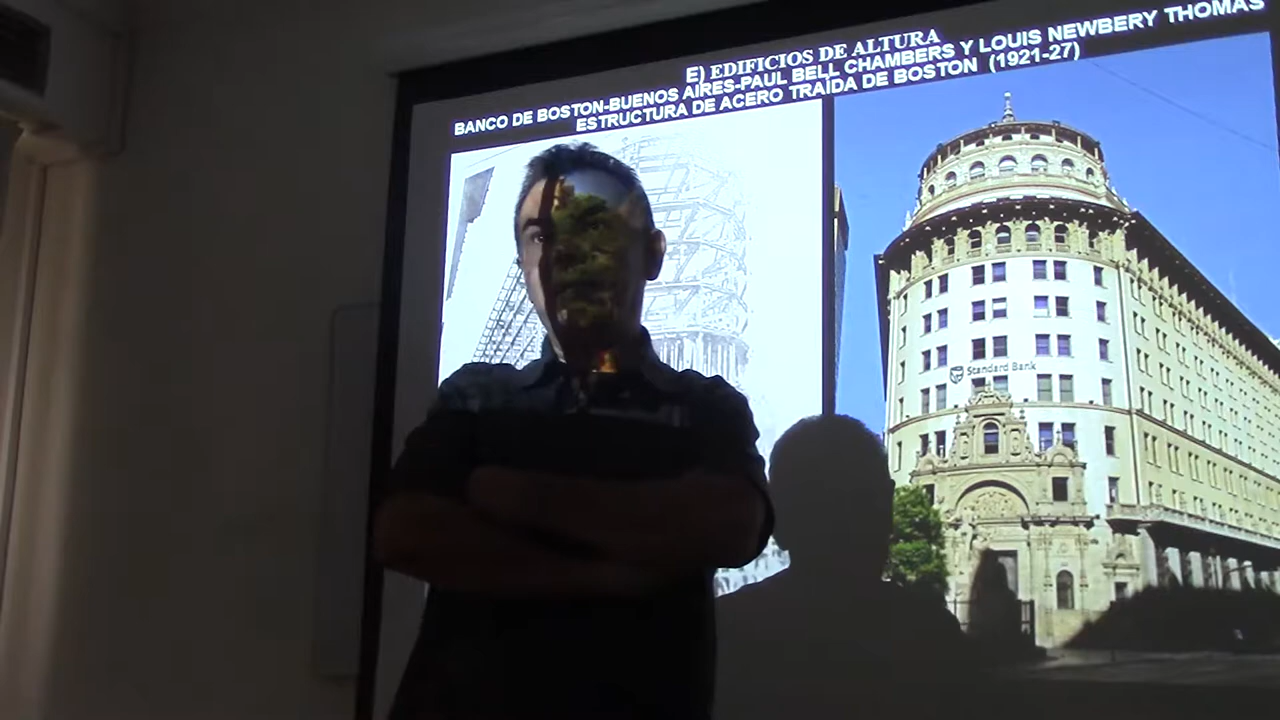 E) EDIFICIOS DE ALTURA
BANCO DE BOSTON-BUENOS AIRES-PAUL BELL CHAMBERS Y LOUIS NEWBERY THOMAS
ESTRUCTURA DE ACERO TRAÍDA DE BOSTON (1921-27)
Standard Bank